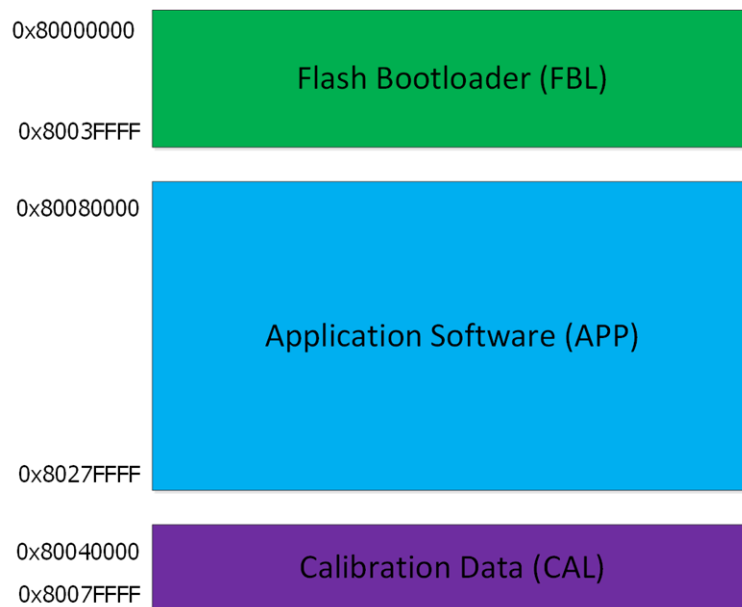 0x80000000
Flash Bootloader (FBL)
0x8003FFFF
0x80080000
Application Software (APP)
0x8027FFFF
0x80040000
Calibration Data (CAL)
0x8007FFFF